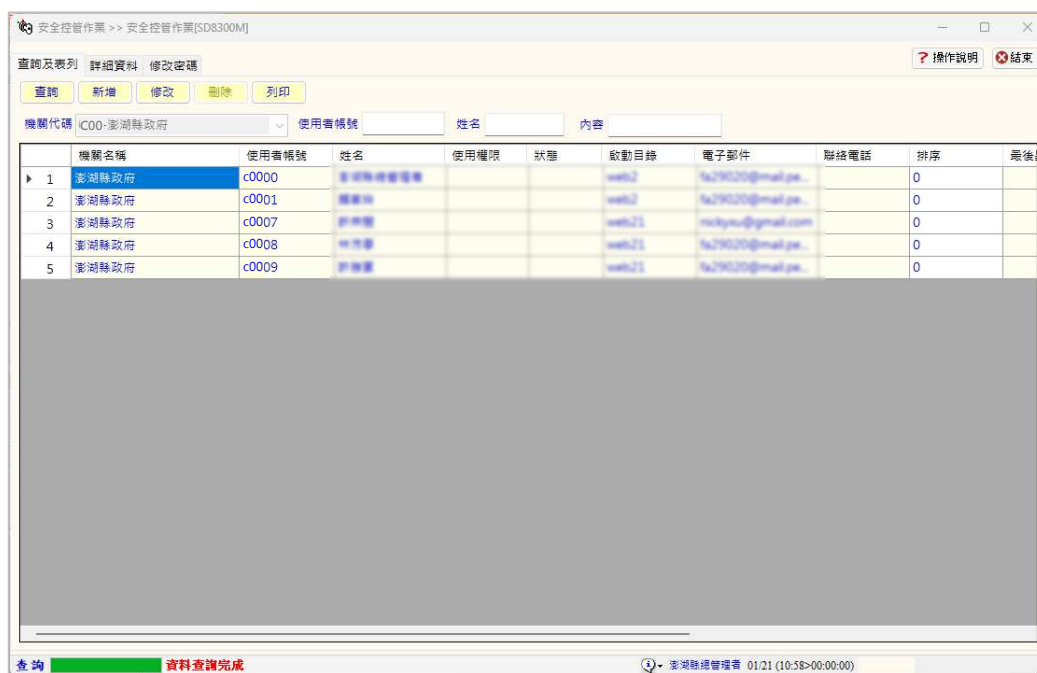 安全控管作業 >> 安全控管作業[SD8300M]
查詢及表列 詳細資料 修改密碼 ? 操作說明 結束
查詢 新增 修改 刪除 列印
機關代碼 C00-澎湖縣政府 使用者帳號 姓名 內容
機關名稱 使用者帳號 姓名 使用權限 狀態 啟動目錄 電子郵件 聯絡電話 排序
1 澎湖縣政府 c0000 0
2 澎湖縣政府 c0001 0
3 澎湖縣政府 c0007 0
4 澎湖縣政府 c0008 0
5 澎湖縣政府 c0009 0
查詢 資料查詢完成 澎湖縣總管理者 01/21 (10:58>00:00:00)